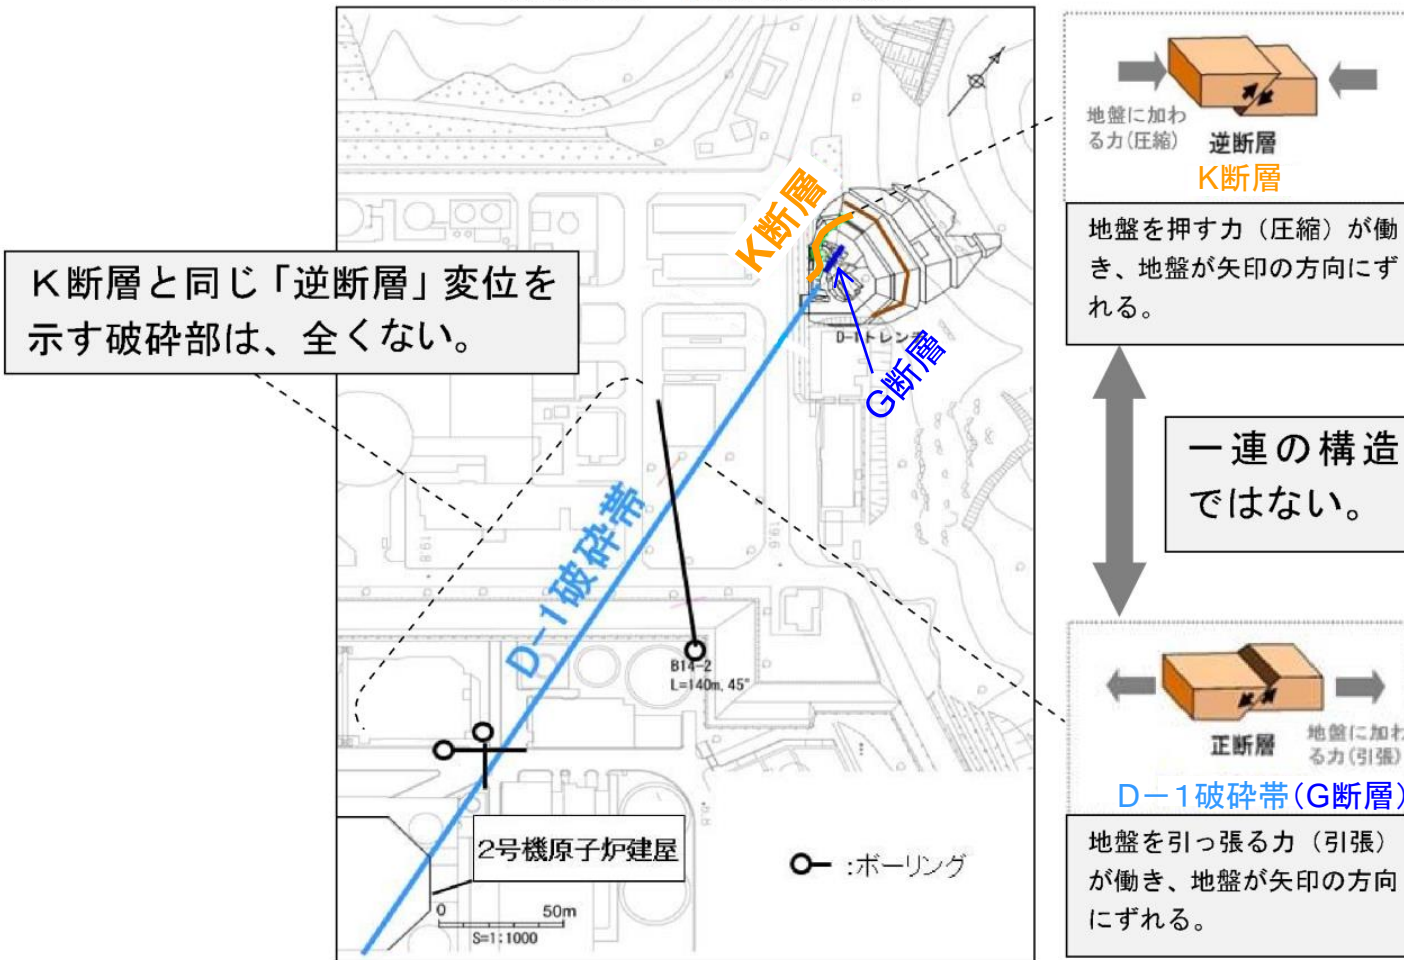 K断層と同じ「逆断層」変位を
示す破砕部は、全くない。
K断層
D-1トレンチ
G断層
D－1破砕帯
19.8
19.6
B14-2
L=140m, 45°
2号機原子炉建屋
0 50m
S=1:1000
:ボーリング
地盤に加わ
る力(圧縮)
逆断層
K断層
地盤を押す力（圧縮）が働
き、地盤が矢印の方向にず
れる。
一連の構造
ではない。
正断層
地盤に加わ
る力(引張)
D－1破砕帯(G断層)
地盤を引っ張る力（引張）
が働き、地盤が矢印の方向
にずれる。